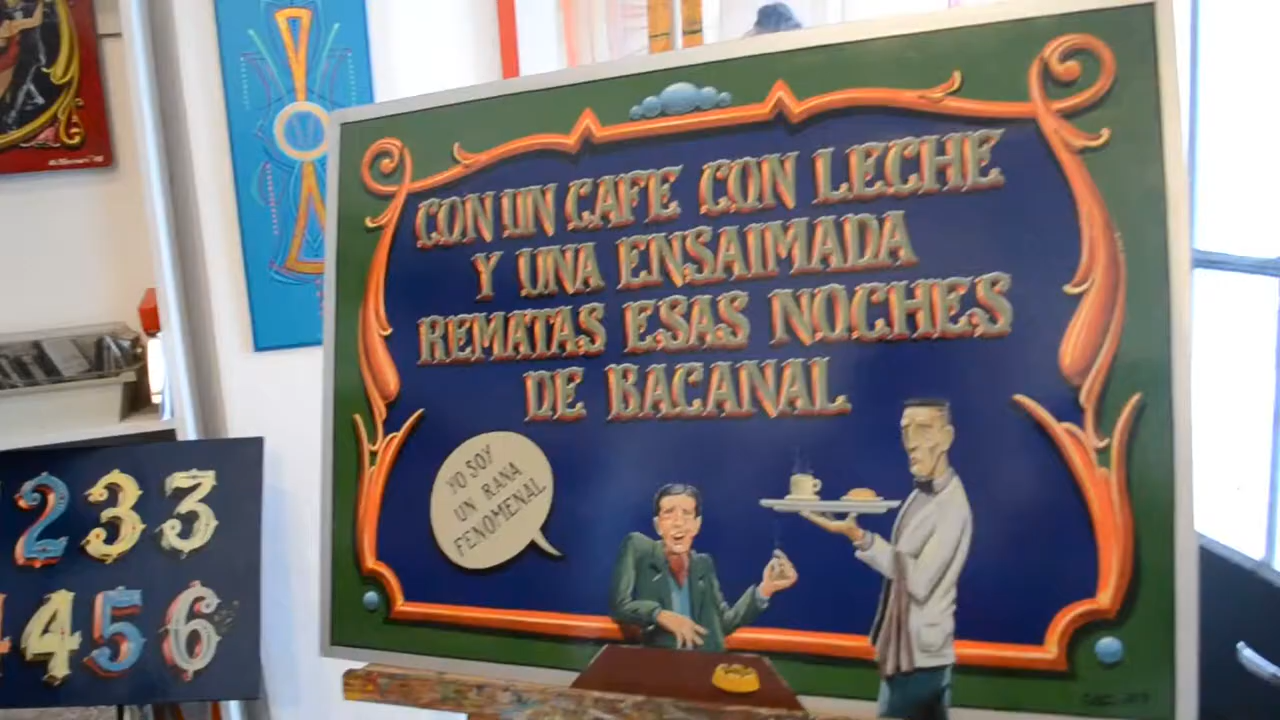 CON UN CAFE CON LECHE
Y UNA ENSAIMADA
REMATAS ESAS NOCHES
DE BACANAL
YO SOY
UN RANA
FENOMENAL
2 3 3
4 5 6